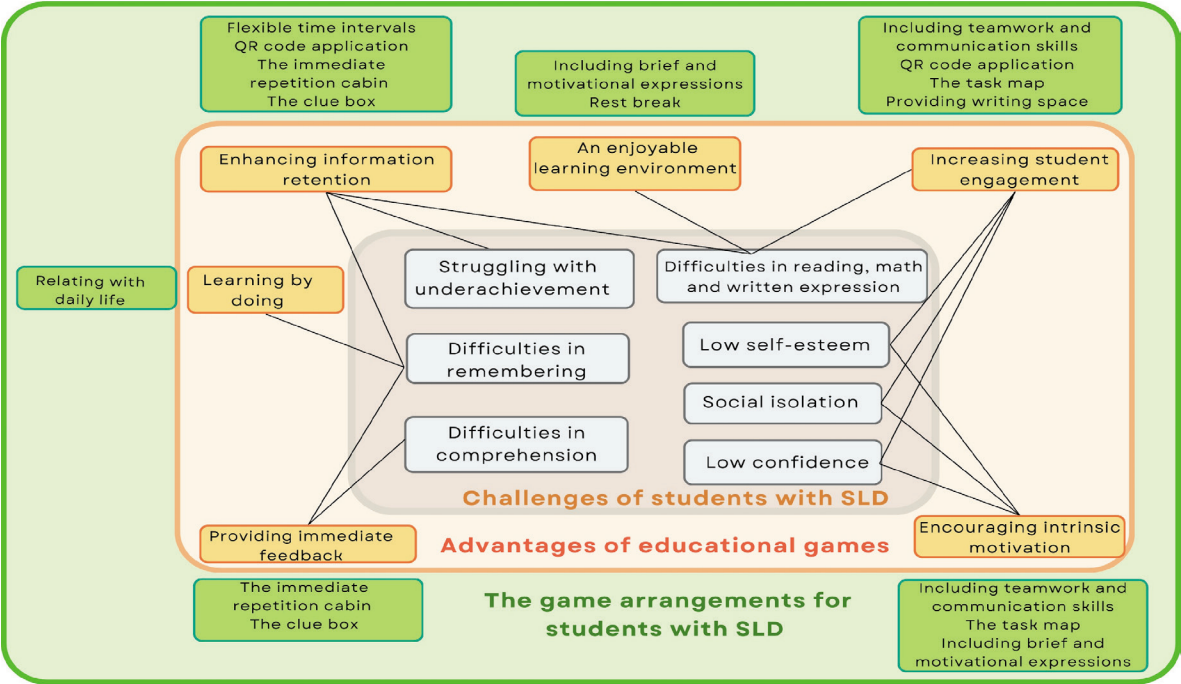 Flexible time intervals
QR code application
The immediate
repetition cabin
The clue box
Including brief and
motivational expressions
Rest break
Including teamwork and
communication skills
QR code application
The task map
Providing writing space
Enhancing information
retention
An enjoyable
learning environment
Increasing student
engagement
Relating with
daily life
Learning by
doing
Struggling with
underachievement
Difficulties in reading, math
and written expression
Difficulties in
remembering
Low self-esteem
Social isolation
Difficulties in
comprehension
Low confidence
Challenges of students with SLD
Providing immediate
feedback
Advantages of educational games
Encouraging intrinsic
motivation
The immediate
repetition cabin
The clue box
The game arrangements for
students with SLD
Including teamwork and
communication skills
The task map
Including brief and
motivational expressions